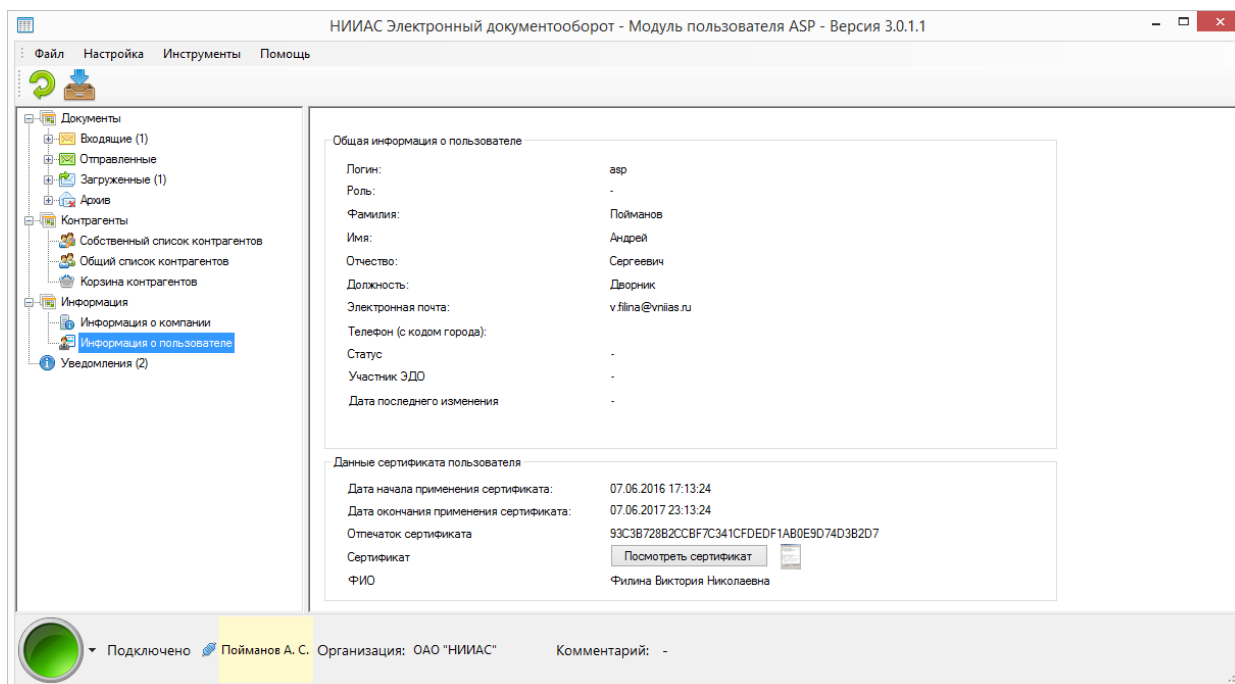 НИИАС Электронный документооборот - Модуль пользователя ASP - Версия 3.0.1.1
Файл Настройка Инструменты Помощь
Документы
Входящие (1)
Отправленные
Загруженные (1)
Архив
Контрагенты
Собственный список контрагентов
Общий список контрагентов
Корзина контрагентов
Информация
Информация о компании
Информация о пользователе
Уведомления (2)
Общая информация о пользователе
Логин: asp
Роль: -
Фамилия: Пойманов
Имя: Андрей
Отчество: Сергеевич
Должность: Дворник
Электронная почта: v.filina@vniias.ru
Телефон (с кодом города):
Статус -
Участник ЭДО -
Дата последнего изменения -
Данные сертификата пользователя
Дата начала применения сертификата: 07.06.2016 17:13:24
Дата окончания применения сертификата: 07.06.2017 23:13:24
Отпечаток сертификата 93C3B728B2CCBF7C341CFDEDF1AB0E9D74D3B2D7
Сертификат Посмотреть сертификат
ФИО Филина Виктория Николаевна
Подключено Пойманов А. С. Организация: ОАО "НИИАС" Комментарий: -